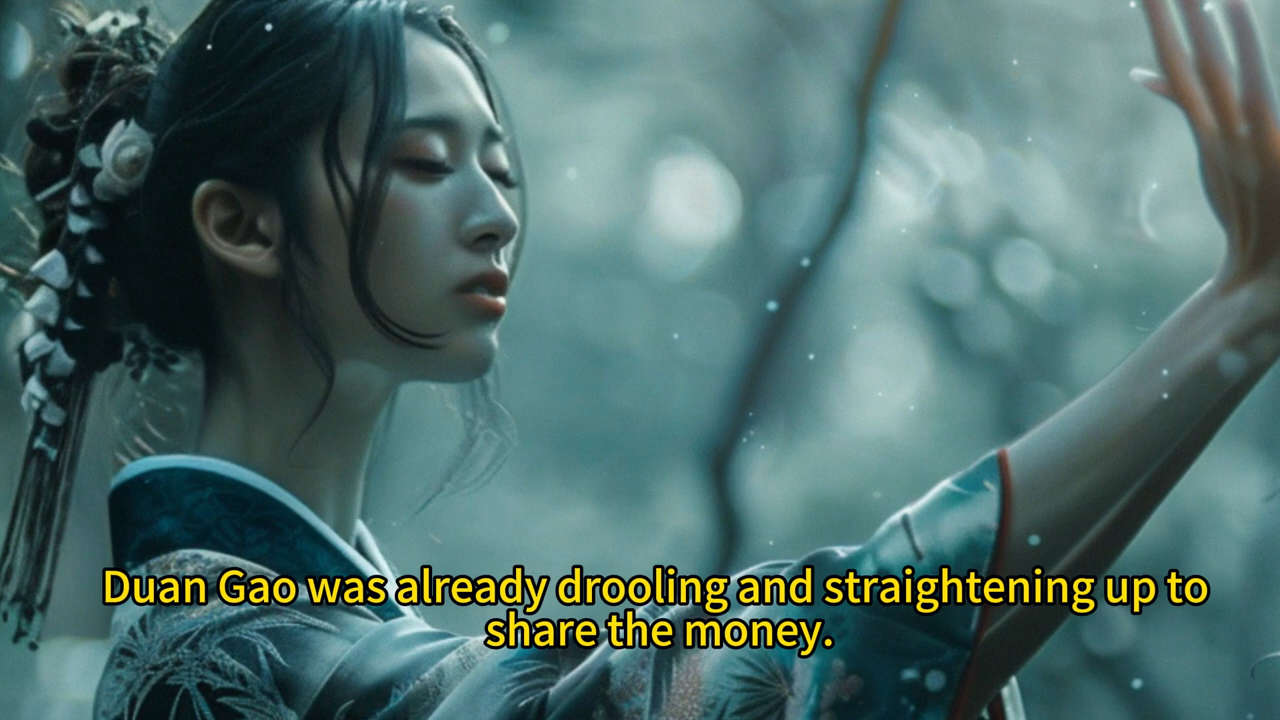 Duan Gao was already drooling and straightening up to
share the money.